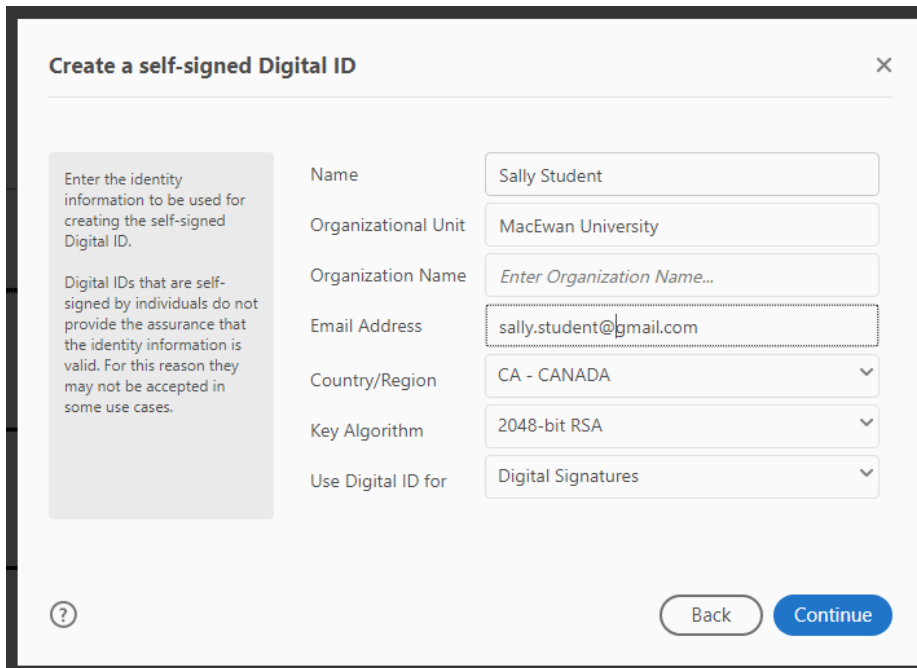 Create a self-signed Digital ID
Enter the identity
information to be used for
creating the self-signed
Digital ID.
Digital IDs that are self-
signed by individuals do not
provide the assurance that
the identity information is
valid. For this reason they
may not be accepted in
some use cases.
Name Sally Student
Organizational Unit MacEwan University
Organization Name Enter Organization Name...
Email Address sally.student@gmail.com
Country/Region CA - CANADA
Key Algorithm 2048-bit RSA
Use Digital ID for Digital Signatures
? Back Continue